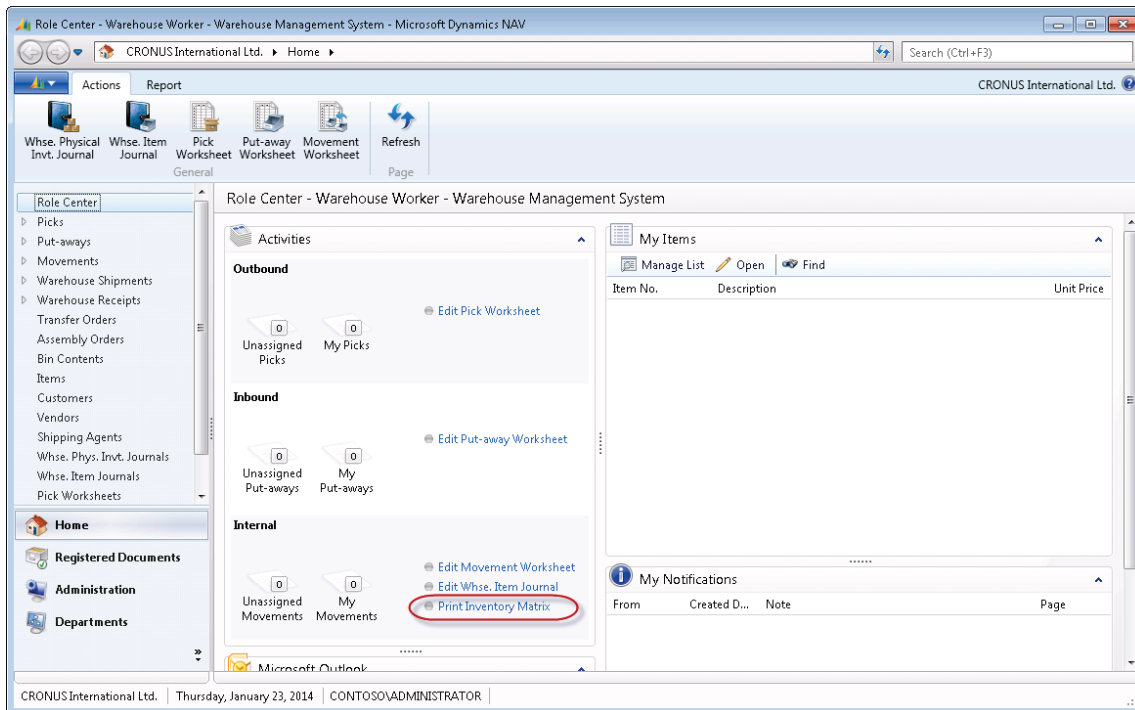 Role Center - Warehouse Worker - Warehouse Management System - Microsoft Dynamics NAV
CRONUS International Ltd. Home
Search (Ctrl+F3)
Actions Report
CRONUS International Ltd.
Whse. Physical Invt. Journal
Whse. Item Journal
Pick Worksheet
Put-away Worksheet
Movement Worksheet
Refresh
General
Page
Role Center
Picks
Put-aways
Movements
Warehouse Shipments
Warehouse Receipts
Transfer Orders
Assembly Orders
Bin Contents
Items
Customers
Vendors
Shipping Agents
Whse. Phys. Invt. Journals
Whse. Item Journals
Pick Worksheets
Home
Registered Documents
Administration
Departments
Role Center - Warehouse Worker - Warehouse Management System
Activities
Outbound
0
Unassigned
Picks
0
My Picks
Edit Pick Worksheet
Inbound
0
Unassigned
Put-aways
0
My
Put-aways
Edit Put-away Worksheet
Internal
0
Unassigned
Movements
0
My
Movements
Edit Movement Worksheet
Edit Whse. Item Journal
Print Inventory Matrix
Microsoft Outlook
My Items
Manage List Open Find
Item No. Description Unit Price
My Notifications
From Created D... Note Page
CRONUS International Ltd. Thursday, January 23, 2014 CONTOSO\ADMINISTRATOR